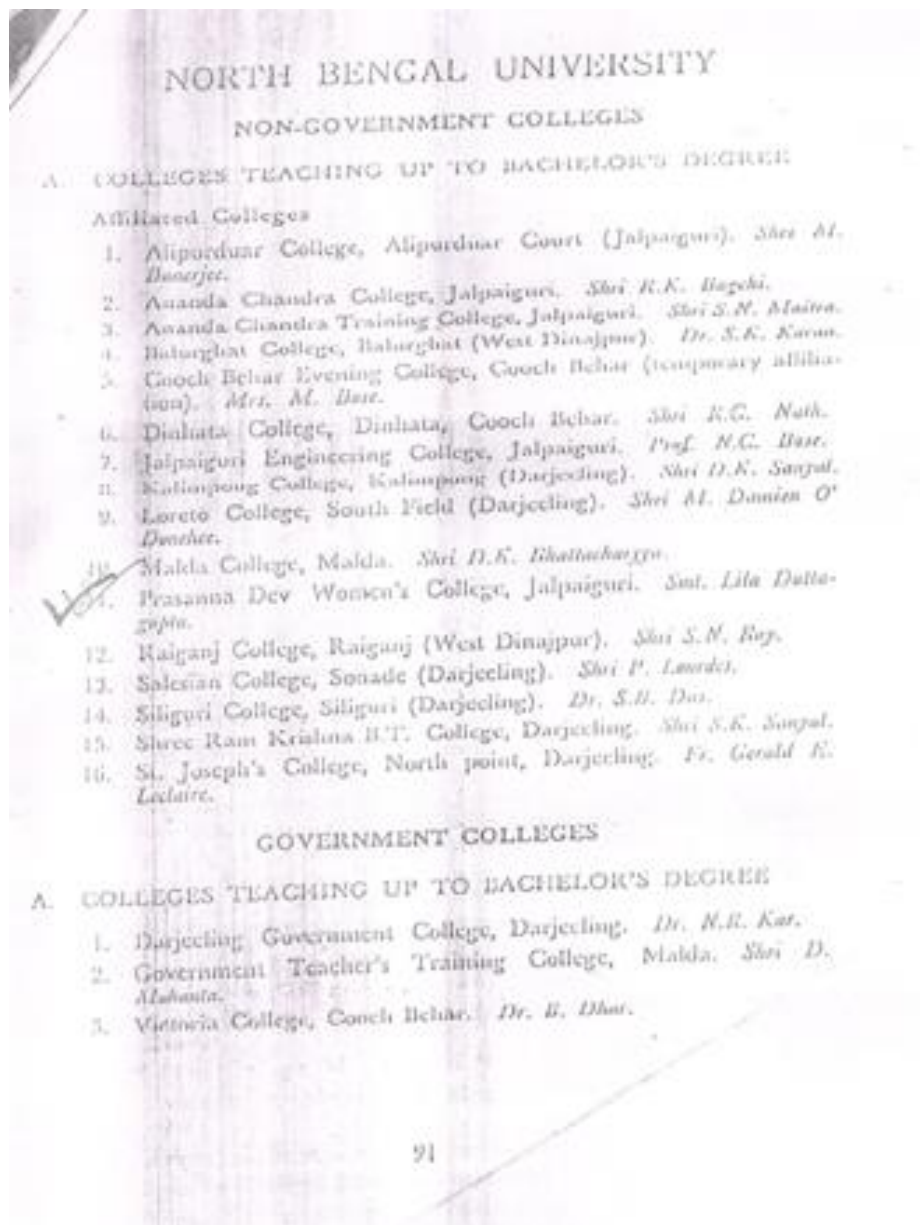 NORTH BENGAL UNIVERSITY
NON-GOVERNMENT COLLEGES
A. COLLEGES TEACHING UP TO BACHELOR'S DEGREE
Affiliated Colleges
1. Alipurduar College, Alipurduar Court (Jalpaiguri). Shri M.
Banerjee.
2. Ananda Chandra College, Jalpaiguri. Shri R.K. Bagchi.
3. Ananda Chandra Training College, Jalpaiguri. Shri S.N. Maitra.
4. Balurghat College, Balurghat (West Dinajpur). Dr. S.K. Karan.
5. Cooch Behar Evening College, Cooch Behar (temporary affilia-
tion). Mrs. M. Bose.
6. Dinhata College, Dinhata, Cooch Behar. Shri K.C. Nath.
7. Jalpaiguri Engineering College, Jalpaiguri. Prof. N.C. Bose.
8. Kalimpong College, Kalimpong (Darjeeling). Shri D.K. Sanyal.
9. Loreto College, South Field (Darjeeling). Shri M. Damien O'
10. Malda College, Malda. Shri D.K. Bhattacharyya.
11. Prasanna Dev Women's College, Jalpaiguri. Smt. Lila Dutta-
gupta.
12. Raiganj College, Raiganj (West Dinajpur). Shri S.N. Roy.
13. Salesian College, Sonade (Darjeeling). Shri P. Lourdes.
14. Siliguri College, Siliguri (Darjeeling). Dr. S.B. Das.
15. Shree Ram Krishna B.T. College, Darjeeling. Shri S.K. Sanyal.
16. St. Joseph's College, North point, Darjeeling. Fr. Gerald E.
Leclaire.
GOVERNMENT COLLEGES
A. COLLEGES TEACHING UP TO BACHELOR'S DEGREE
1. Darjeeling Government College, Darjeeling. Dr. N.R. Kar.
2. Government Teacher's Training College, Malda. Shri D.
Mahanta.
3. Victoria College, Cooch Behar. Dr. B. Dhar.
91